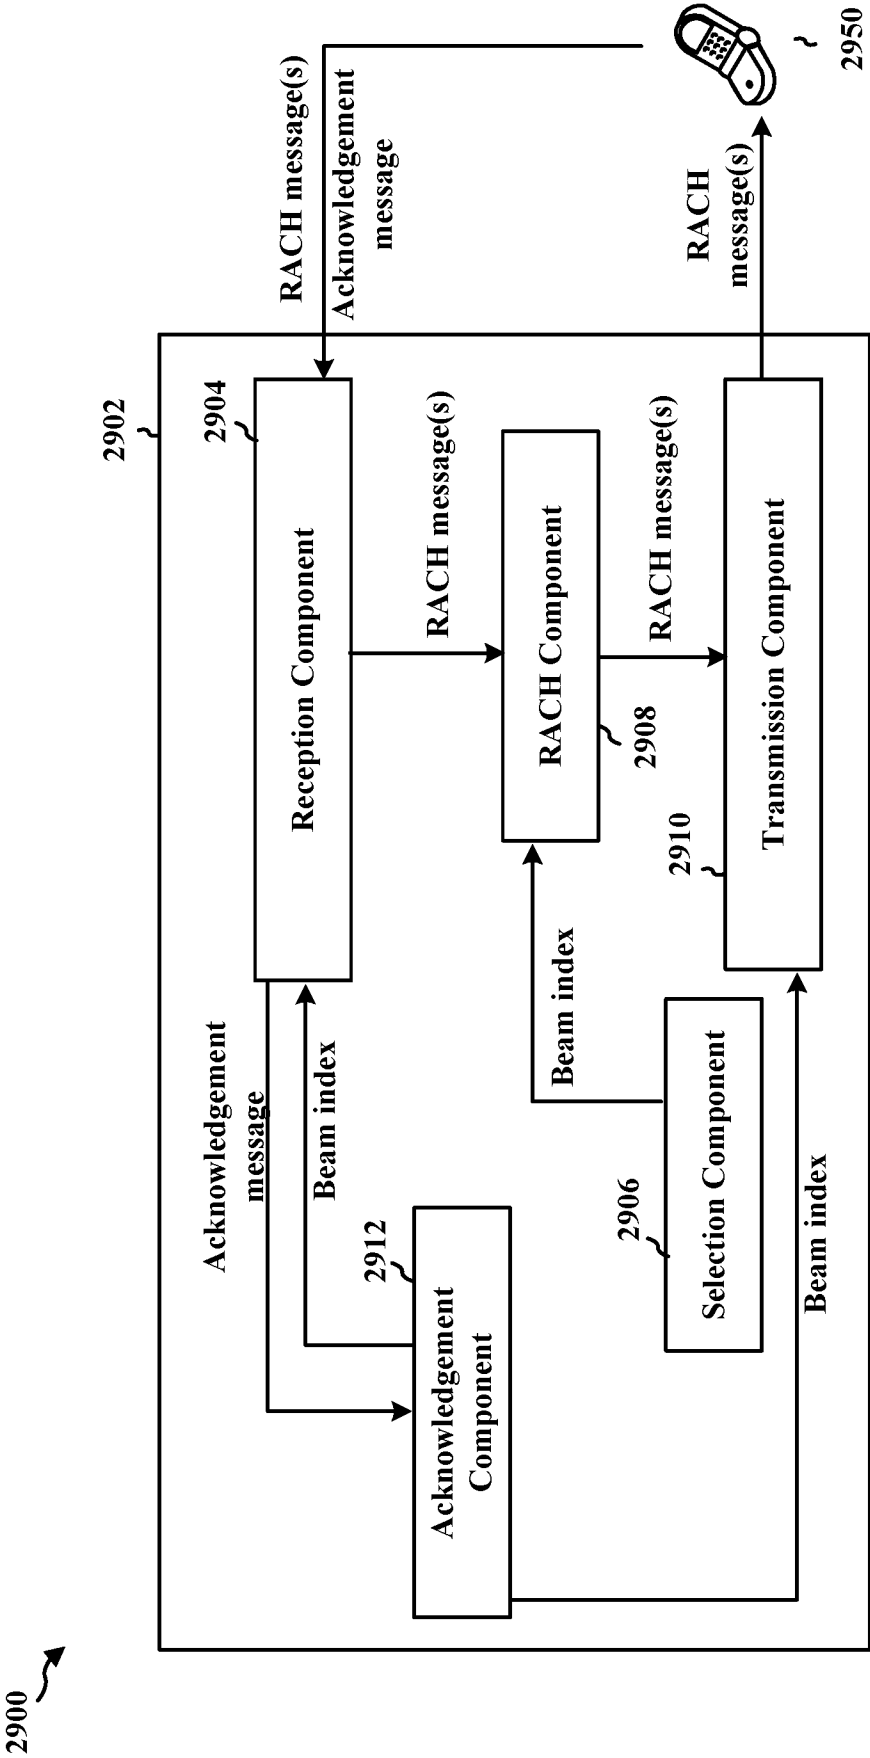 2900
2902
2904
Reception Component
RACH message(s)
Acknowledgement
message
2950
Acknowledgement
message
Beam index
2912
Acknowledgement
Component
RACH message(s)
RACH Component
2908
Beam index
RACH message(s)
2906
Selection Component
2910
Transmission Component
RACH
message(s)
Beam index